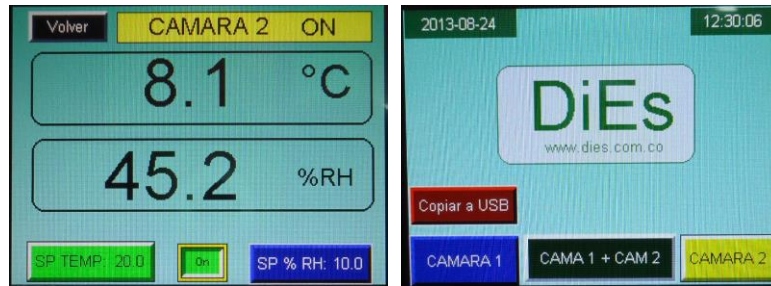 Volver CAMARA 2 ON
8.1 °C
45.2 %RH
SP TEMP: 20.0 On SP % RH: 10.0
2013-08-24 12:30:06
DiEs
www.dies.com.co
Copiar a USB
CAMARA 1 CAMA 1 + CAM 2 CAMARA 2